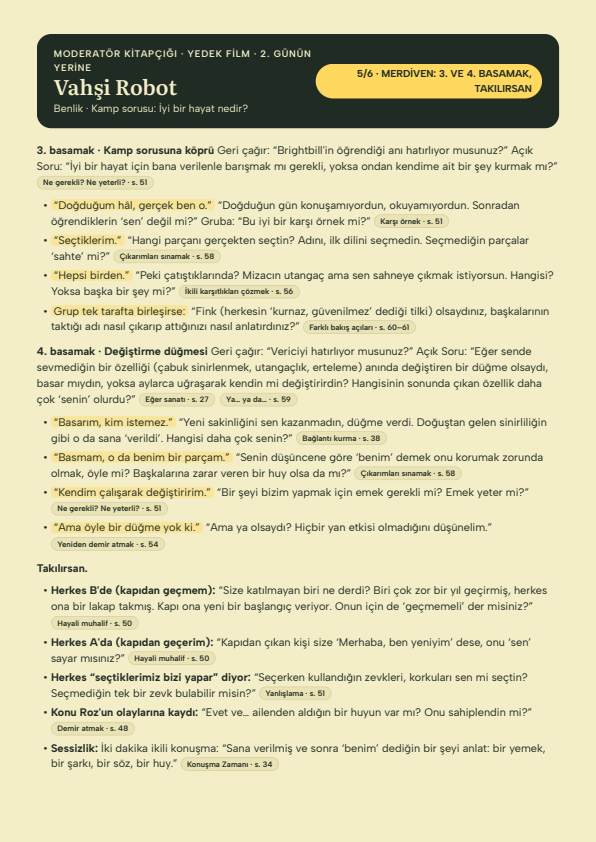 MODERATÖR KİTAPÇIĞI · YEDEK FİLM · 2. GÜNÜN
YERİNE
Vahşi Robot
Benlik · Kamp sorusu: İyi bir hayat nedir?
5/6 · MERDİVEN: 3. VE 4. BASAMAK,
TAKILIRSAN
3. basamak · Kamp sorusuna köprü Geri çağır: “Brightbill'in öğrendiği anı hatırlıyor musunuz?” Açık
Soru: “İyi bir hayat için bana verilenle barışmak mı gerekli, yoksa ondan kendime ait bir şey kurmak mı?”
Ne gerekli? Ne yeterli? · s. 51
• “Doğduğum hâl, gerçek ben o.” “Doğduğun gün konuşamıyordun, okuyamıyordun. Sonradan
öğrendiklerin ‘sen’ değil mi?” Gruba: “Bu iyi bir karşı örnek mi?” Karşı örnek · s. 51
• “Seçtiklerim.” “Hangi parçanı gerçekten seçtin? Adını, ilk dilini seçmedin. Seçmediğin parçalar
‘sahte’ mi?” Çıkarımları sınamak · s. 58
• “Hepsi birden.” “Peki çatıştıklarında? Mizacın utangaç ama sen sahneye çıkmak istiyorsun. Hangisi?
Yoksa başka bir şey mi?” İkili karşıtlıkları çözmek · s. 56
• Grup tek tarafta birleşirse: “Fink (herkesin ‘kurnaz, güvenilmez’ dediği tilki) olsaydınız, başkalarının
taktığı adı nasıl çıkarıp attığınızı nasıl anlatırdınız?” Farklı bakış açıları · s. 60–61
4. basamak · Değiştirme düğmesi Geri çağır: “Vericiyi hatırlıyor musunuz?” Açık Soru: “Eğer sende
sevmediğin bir özelliği (çabuk sinirlenmek, utangaçlık, erteleme) anında değiştiren bir düğme olsaydı,
basar mıydın, yoksa aylarca uğraşarak kendin mi değiştirirdin? Hangisinin sonunda çıkan özellik daha
çok ‘senin’ olurdu?” Eğer sanatı · s. 27 Ya… ya da… · s. 59
• “Basarım, kim istemez.” “Yeni sakinliğini sen kazanmadın, düğme verdi. Doğuştan gelen sinirliliğin
gibi o da sana ‘verildi’. Hangisi daha çok senin?” Bağlantı kurma · s. 38
• “Basmam, o da benim bir parçam.” “Senin düşüncene göre ‘benim’ demek onu korumak zorunda
olmak, öyle mi? Başkalarına zarar veren bir huy olsa da mı?” Çıkarımları sınamak · s. 58
• “Kendim çalışarak değiştiririm.” “Bir şeyi bizim yapmak için emek gerekli mi? Emek yeter mi?”
Ne gerekli? Ne yeterli? · s. 51
• “Ama öyle bir düğme yok ki.” “Ama ya olsaydı? Hiçbir yan etkisi olmadığını düşünelim.”
Yeniden demir atmak · s. 54
Takılırsan.
• Herkes B'de (kapıdan geçmem): “Size katılmayan biri ne derdi? Biri çok zor bir yıl geçirmiş, herkes
ona bir lakap takmış. Kapı ona yeni bir başlangıç veriyor. Onun için de ‘geçmemeli’ der misiniz?”
Hayali muhalif · s. 50
• Herkes A'da (kapıdan geçerim): “Kapıdan çıkan kişi size ‘Merhaba, ben yeniyim’ dese, onu ‘sen’
sayar mısınız?” Hayali muhalif · s. 50
• Herkes “seçtiklerimiz bizi yapar” diyor: “Seçerken kullandığın zevkleri, korkuları sen mi seçtin?
Seçmediğin tek bir zevk bulabilir misin?” Yanlışlama · s. 51
• Konu Roz'un olaylarına kaydı: “Evet ve… ailenden aldığın bir huyun var mı? Onu sahiplendin mi?”
Demir atmak · s. 48
• Sessizlik: İki dakika ikili konuşma: “Sana verilmiş ve sonra ‘benim’ dediğin bir şeyi anlat: bir yemek,
bir şarkı, bir söz, bir huy.” Konuşma Zamanı · s. 34